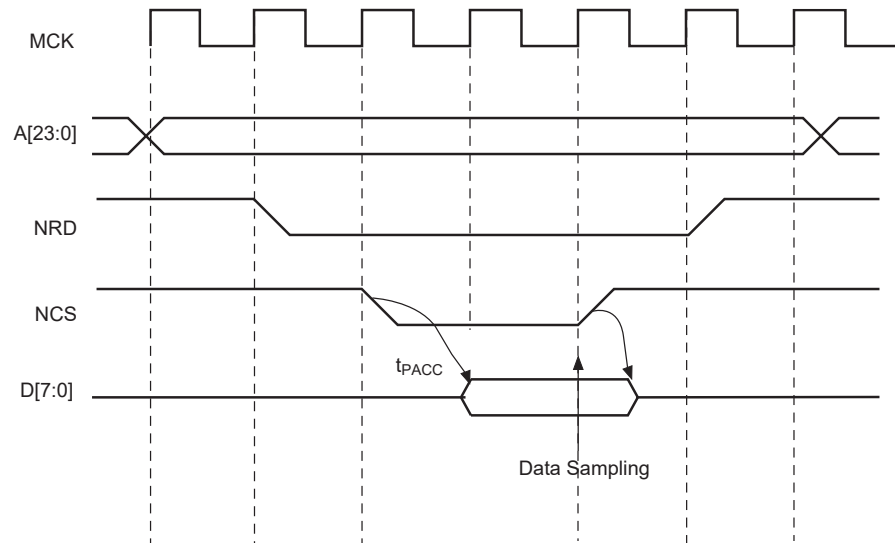 MCK
A[23:0]
NRD
NCS
tPACC
D[7:0]
Data Sampling